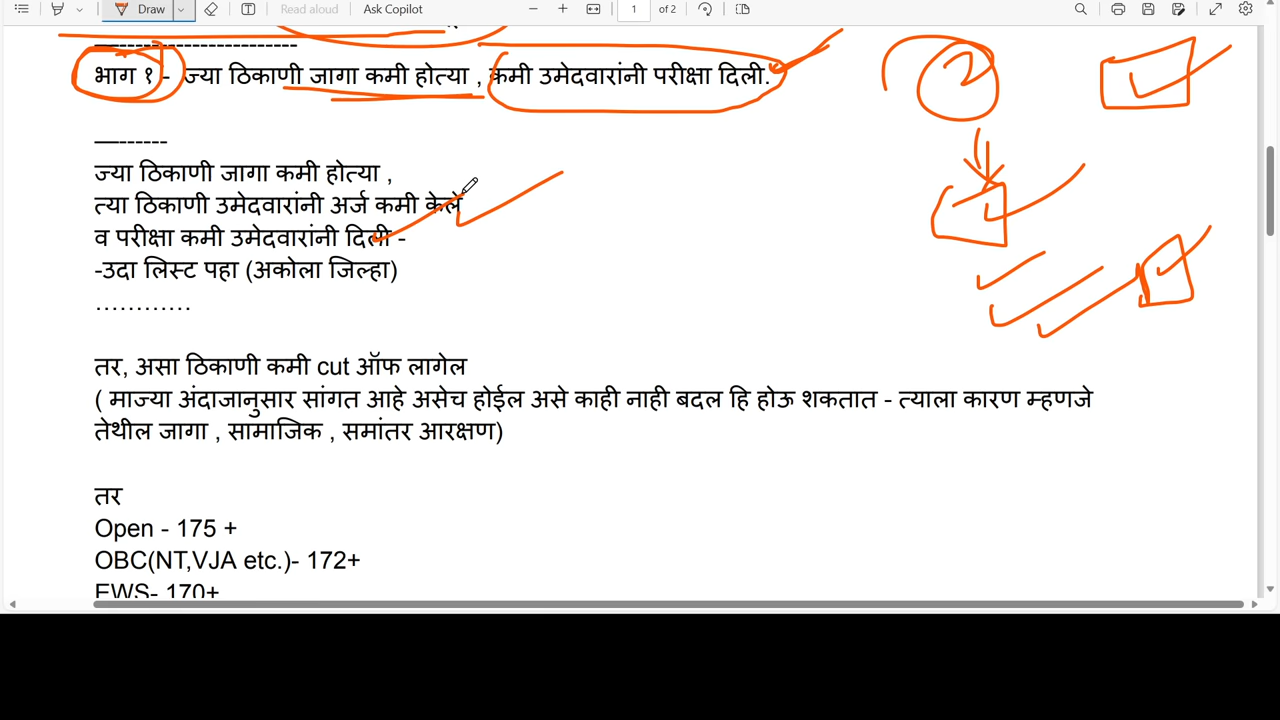 Draw
Read aloud
Ask Copilot
1 of 2
भाग १ - ज्या ठिकाणी जागा कमी होत्या , कमी उमेदवारांनी परीक्षा दिली.
ज्या ठिकाणी जागा कमी होत्या ,
त्या ठिकाणी उमेदवारांनी अर्ज कमी केले
व परीक्षा कमी उमेदवारांनी दिली -
-उदा लिस्ट पहा (अकोला जिल्हा)
…………
तर, असा ठिकाणी कमी cut ऑफ लागेल
( माज्या अंदाजानुसार सांगत आहे असेच होईल असे काही नाही बदल हि होऊ शकतात - त्याला कारण म्हणजे
तेथील जागा , सामाजिक , समांतर आरक्षण)
तर
Open - 175 +
OBC(NT,VJA etc.)- 172+
EWS- 170+